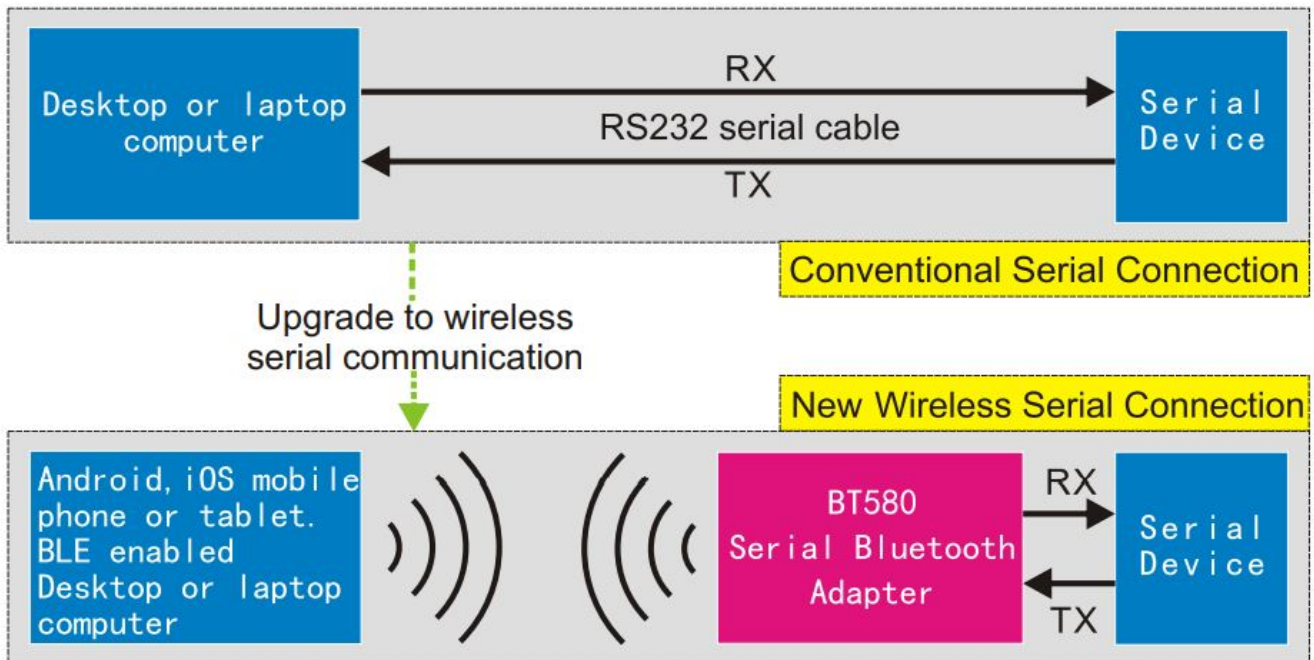 Desktop or laptop
computer
RX
RS232 serial cable
TX
Serial
Device
Conventional Serial Connection
Upgrade to wireless
serial communication
New Wireless Serial Connection
Android,iOS mobile
phone or tablet.
BLE enabled
Desktop or laptop
computer
BT580
Serial Bluetooth
Adapter
RX
TX
Serial
Device